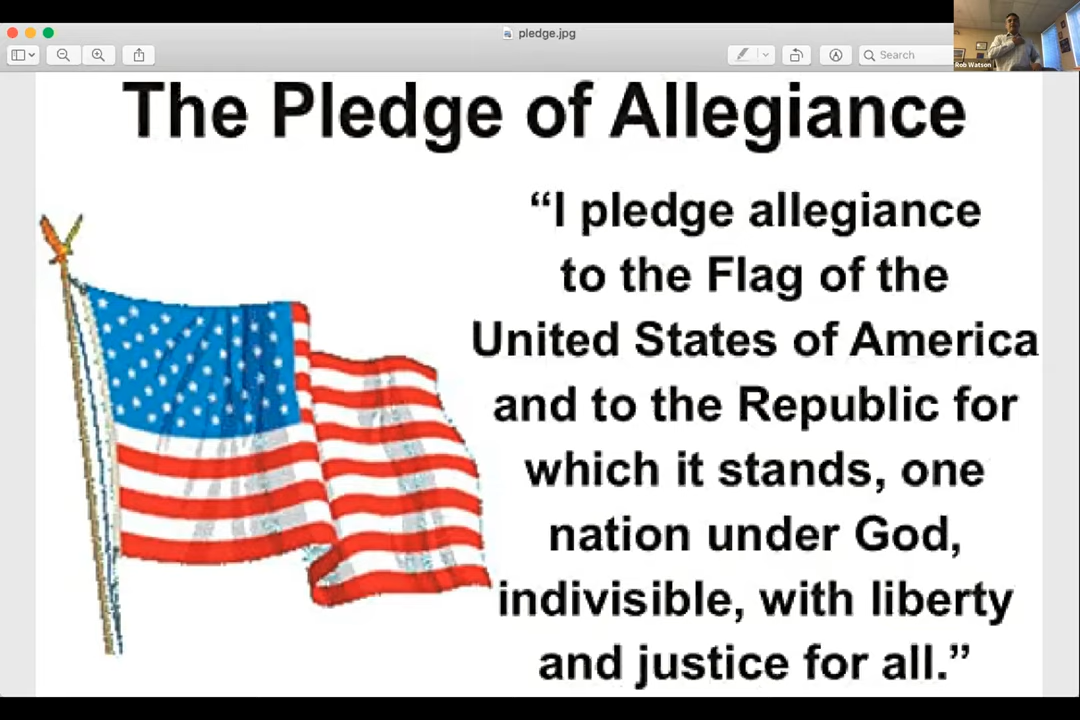 pledge.jpg
Search
Rob Watson
The Pledge of Allegiance
“I pledge allegiance
to the Flag of the
United States of America
and to the Republic for
which it stands, one
nation under God,
indivisible, with liberty
and justice for all.”